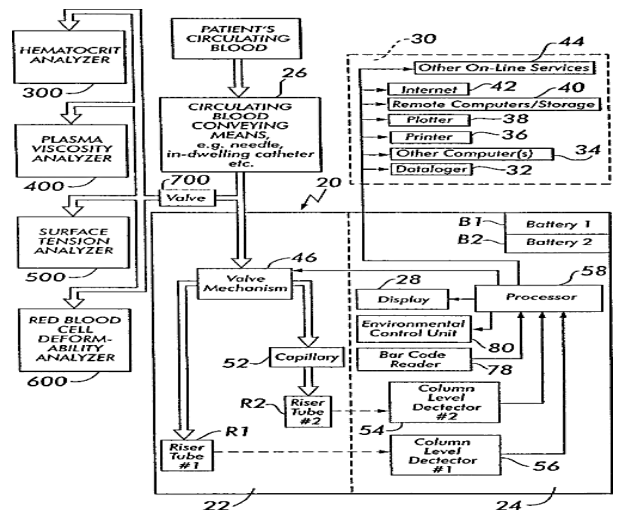 HEMATOCRIT
ANALYZER
300
PLASMA
VISCOSITY
ANALYZER
400
SURFACE
TENSION
ANALYZER
500
RED BLOOD
CELL
DEFORM-
ABILITY
ANALYZER
600
PATIENT'S
CIRCULATING
BLOOD
26
CIRCULATING
BLOOD
CONVEYING
MEANS,
e.g. needle,
in-dwelling catheter
etc.
700
Valve
20
30
44
Other On-Line Services
Internet 42
40
Remote Computers/Storage
Plotter 38
Printer 36
Other Computer(s) 34
Dataloger 32
B1 Battery 1
B2 Battery 2
46
Valve
Mechanism
28
Display
58
Processor
Environmental
Control Unit
80
Bar Code
Reader
78
52
Capillary
R2
Riser
Tube
#2
Column
Level
Dectector
#2
54
R1
Riser
Tube
#1
Column
Level
Dectector
#1
56
22
24